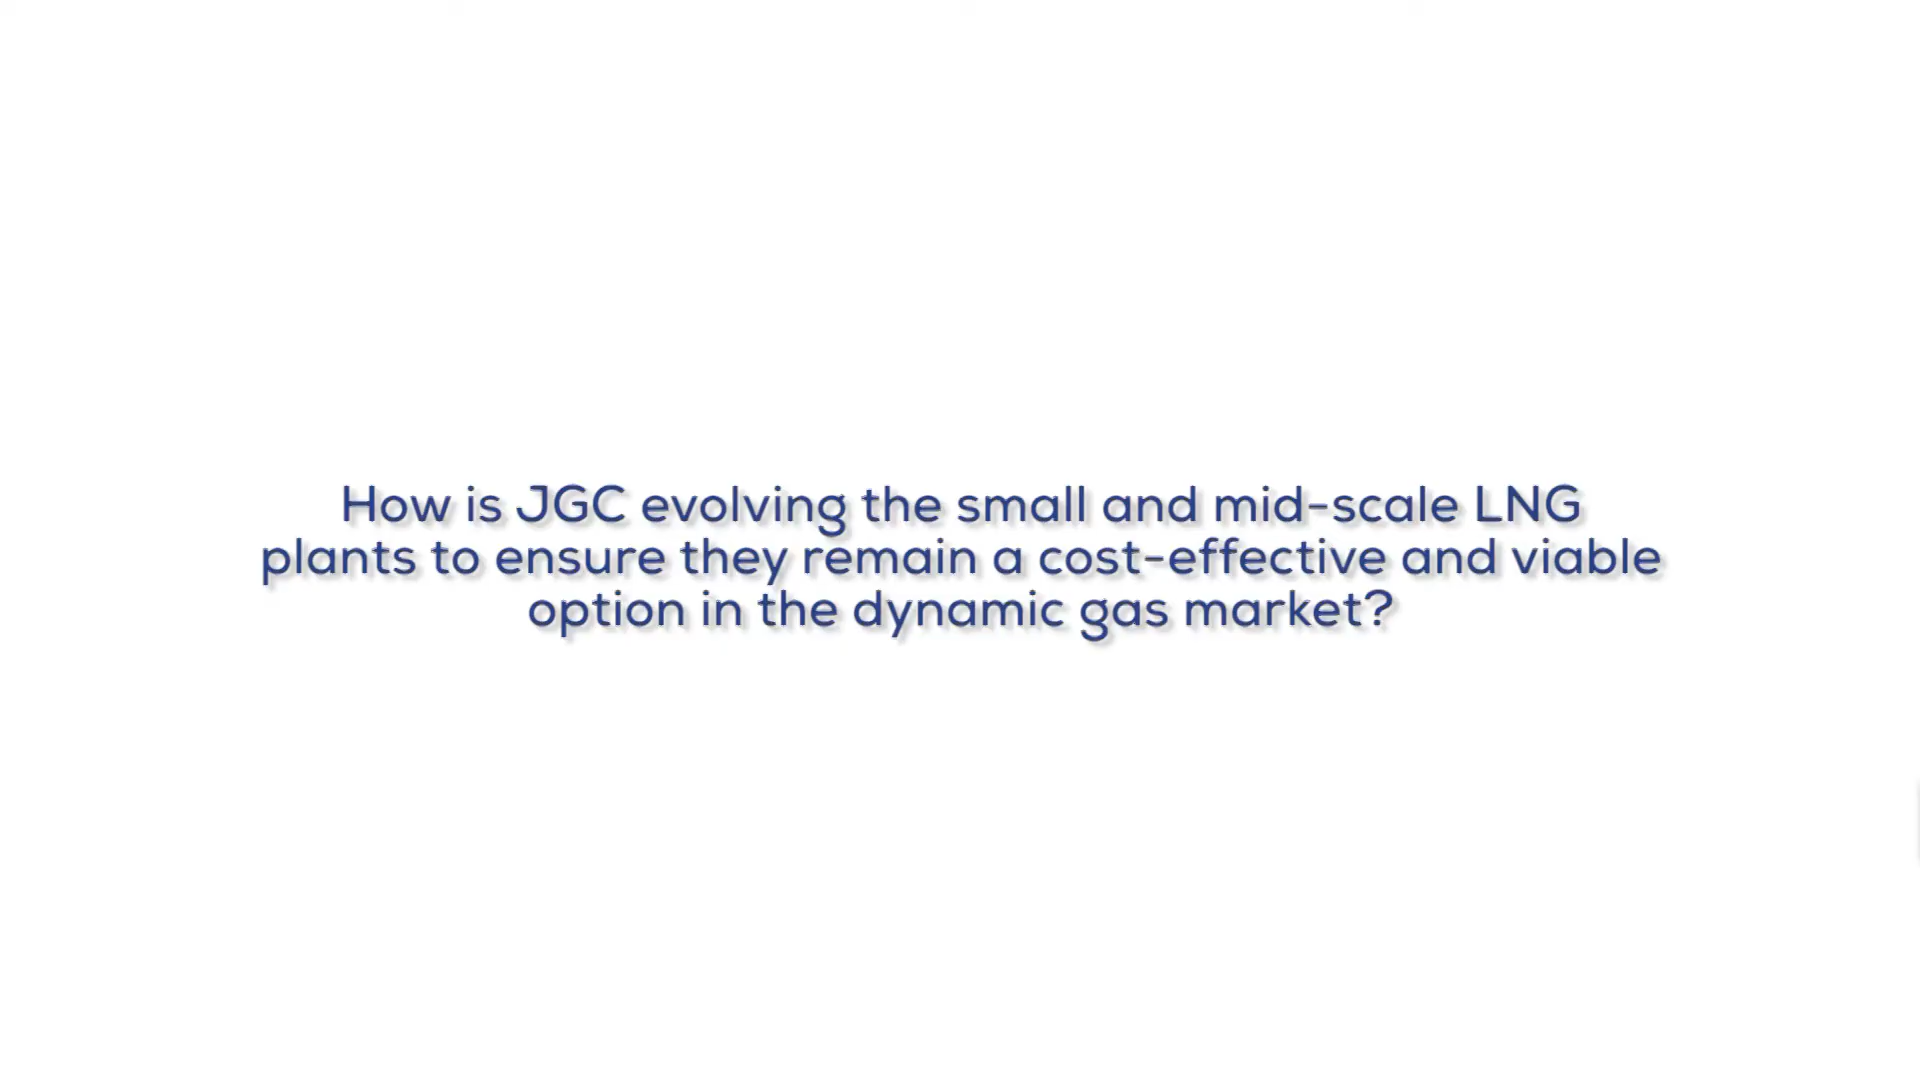 How is JGC evolving the small and mid-scale LNG
plants to ensure they remain a cost-effective and viable
option in the dynamic gas market?